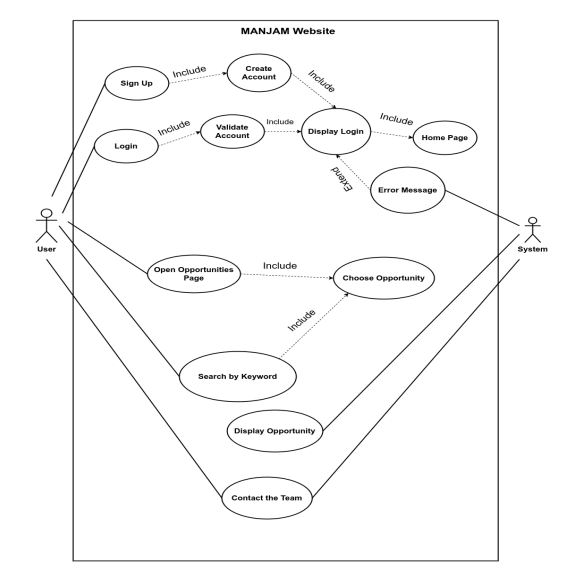 MANJAM Website
Sign Up
Include
Create
Account
Include
Login
Include
Validate
Account
Include
Display Login
Include
Home Page
Extend
Error Message
User
System
Open Opportunities
Page
Include
Choose Opportunity
Include
Search by Keyword
Display Opportunity
Contact the Team